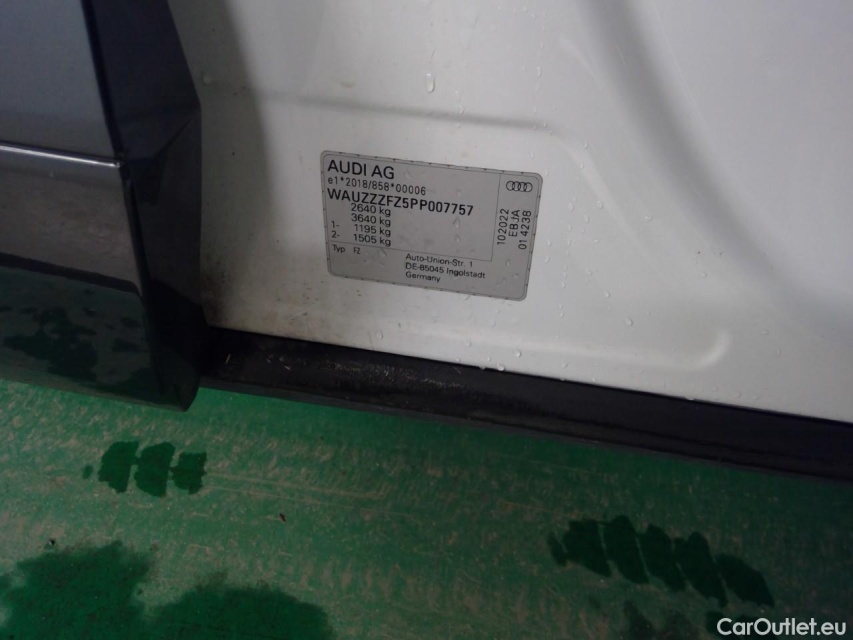 AUDI AG
e1*2018/858*00006
WAUZZZFZ5PP007757
2640 kg
3640 kg
1- 1195 kg
2- 1505 kg
Typ FZ
Auto-Union-Str. 1
DE-85045 Ingolstadt
Germany
102022
EBJA
014238
CarOutlet.eu